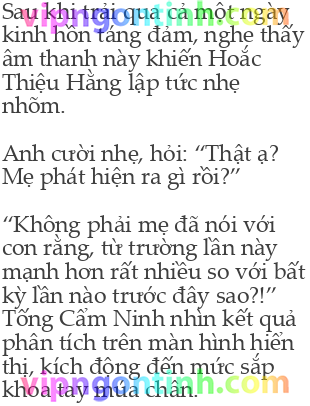 Sau khi trải qua cả một ngày
kinh hồn táng đảm, nghe thấy
âm thanh này khiến Hoắc
Thiệu Hằng lập tức nhẹ
nhõm.

Anh cười nhẹ, hỏi: “Thật ạ?
Mẹ phát hiện ra gì rồi?”

“Không phải mẹ đã nói với
con rằng, từ trường lần này
mạnh hơn rất nhiều so với bất
kỳ lần nào trước đây sao?!”
Tống Cẩm Ninh nhìn kết quả
phân tích trên màn hình hiển
thị, kích động đến mức sắp
khoa tay múa chân.
vipngontinh.com
vipngontinh.com